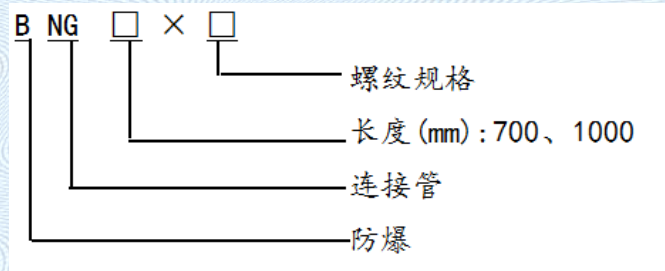 B NG □ × □
螺纹规格
长度(mm):700、1000
连接管
防爆